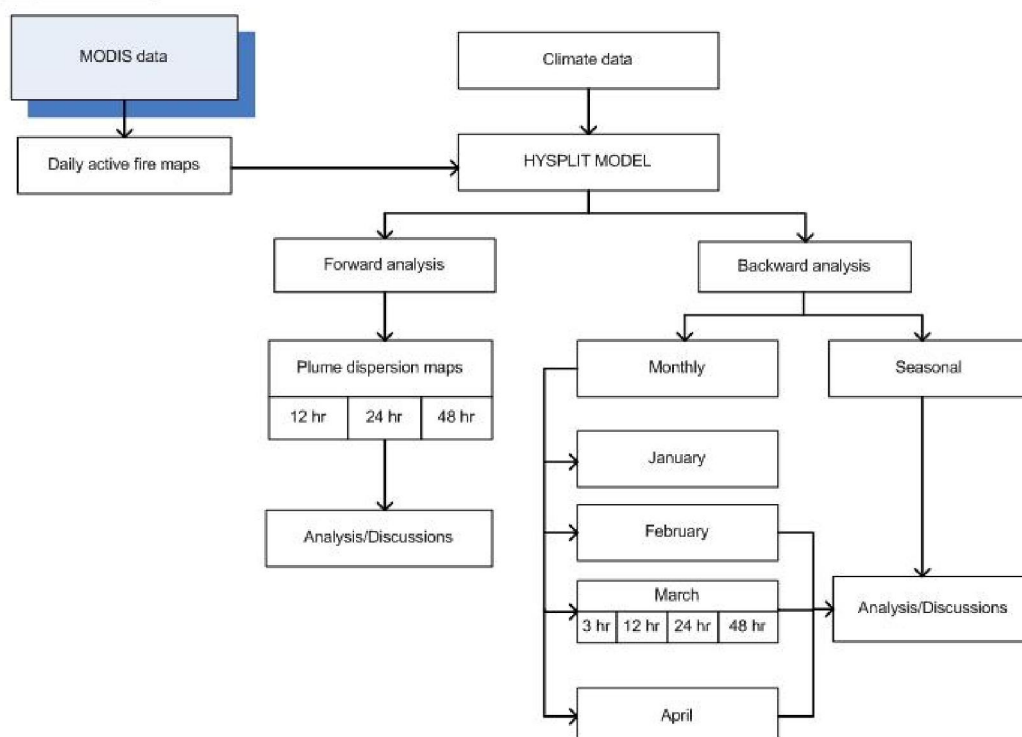 MODIS data
Climate data
Daily active fire maps
HYSPLIT MODEL
Forward analysis
Backward analysis
Plume dispersion maps
12 hr 24 hr 48 hr
Monthly
Seasonal
January
Analysis/Discussions
February
March
3 hr 12 hr 24 hr 48 hr
Analysis/Discussions
April